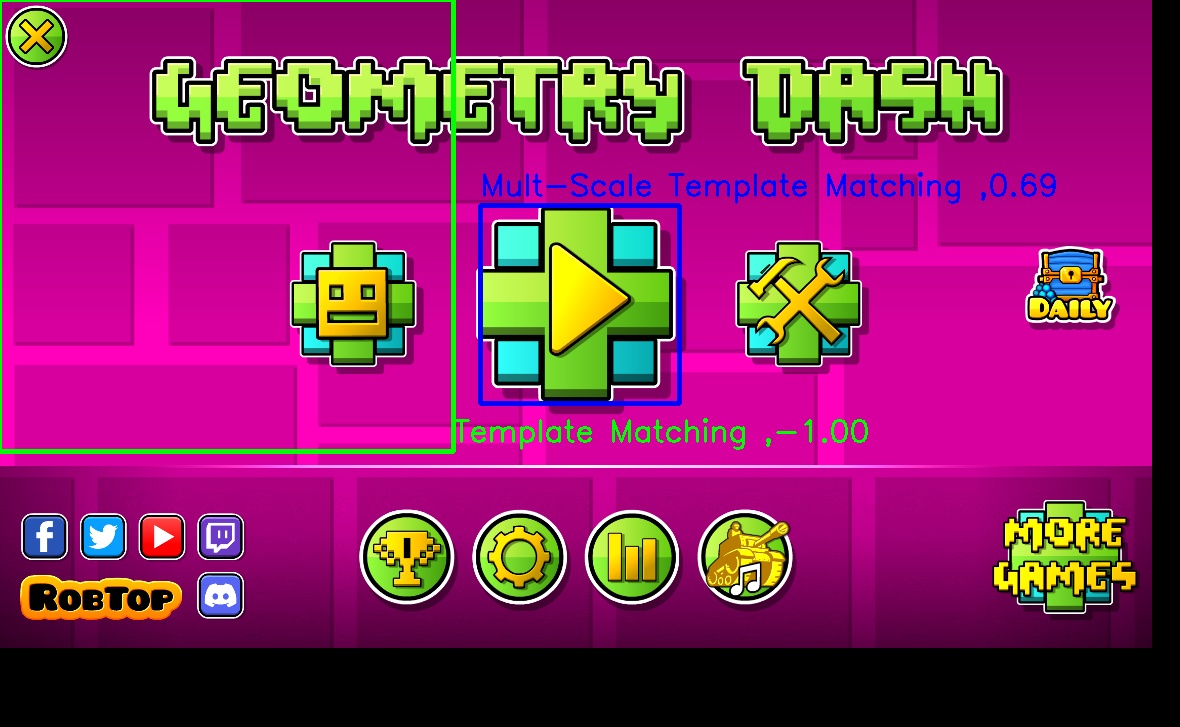 GEOMETRY DASH
Mult-Scale Template Matching ,0.69
DAILY
Template Matching ,-1.00
MORE
GAMES
ROBTOP